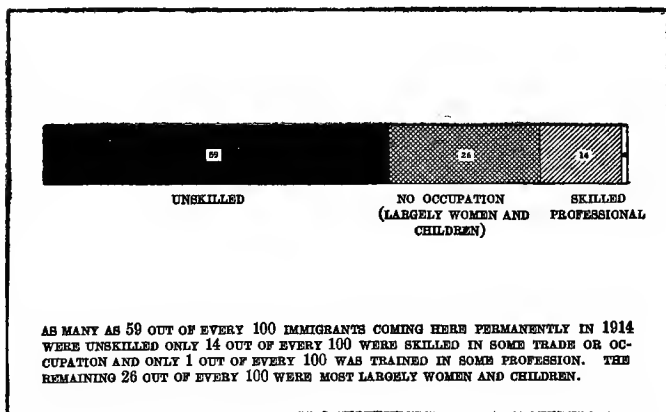 59 26 14
UNSKILLED NO OCCUPATION SKILLED
(LARGELY WOMEN AND PROFESSIONAL
CHILDREN)
AS MANY AS 59 OUT OF EVERY 100 IMMIGRANTS COMING HERE PERMANENTLY IN 1914
WERE UNSKILLED ONLY 14 OUT OF EVERY 100 WERE SKILLED IN SOME TRADE OR OC-
CUPATION AND ONLY 1 OUT OF EVERY 100 WAS TRAINED IN SOME PROFESSION. THE
REMAINING 26 OUT OF EVERY 100 WERE MOST LARGELY WOMEN AND CHILDREN.